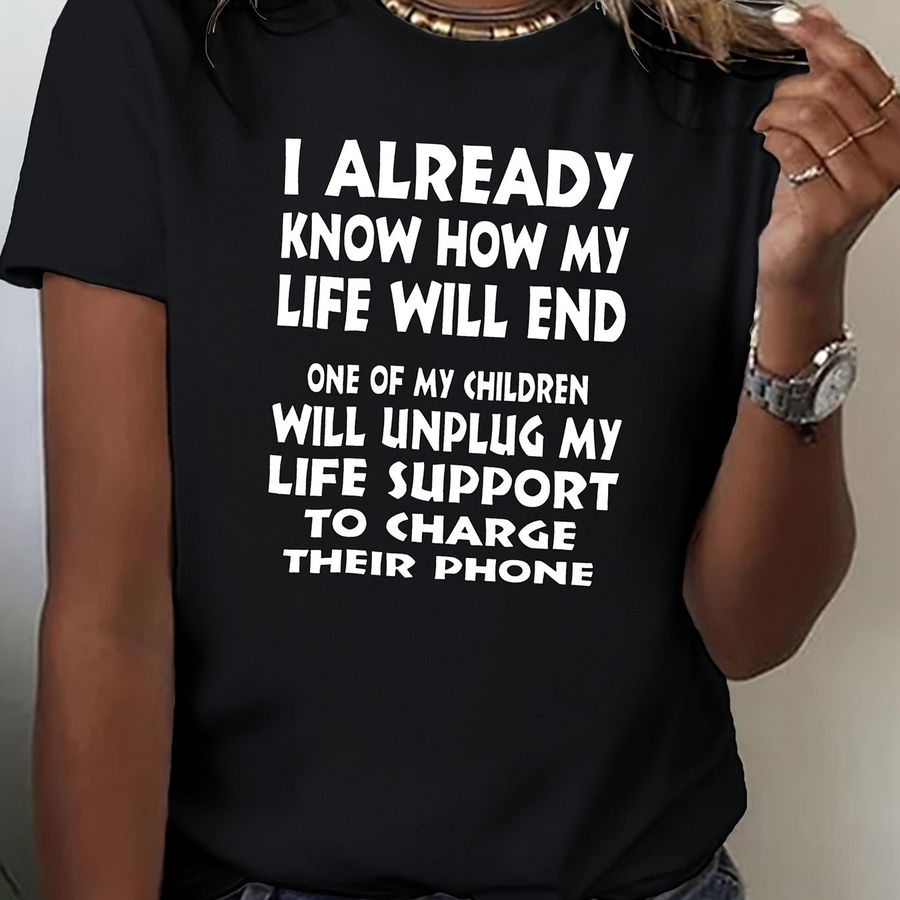 I ALREADY
KNOW HOW MY
LIFE WILL END
ONE OF MY CHILDREN
WILL UNPLUG MY
LIFE SUPPORT
TO CHARGE
THEIR PHONE